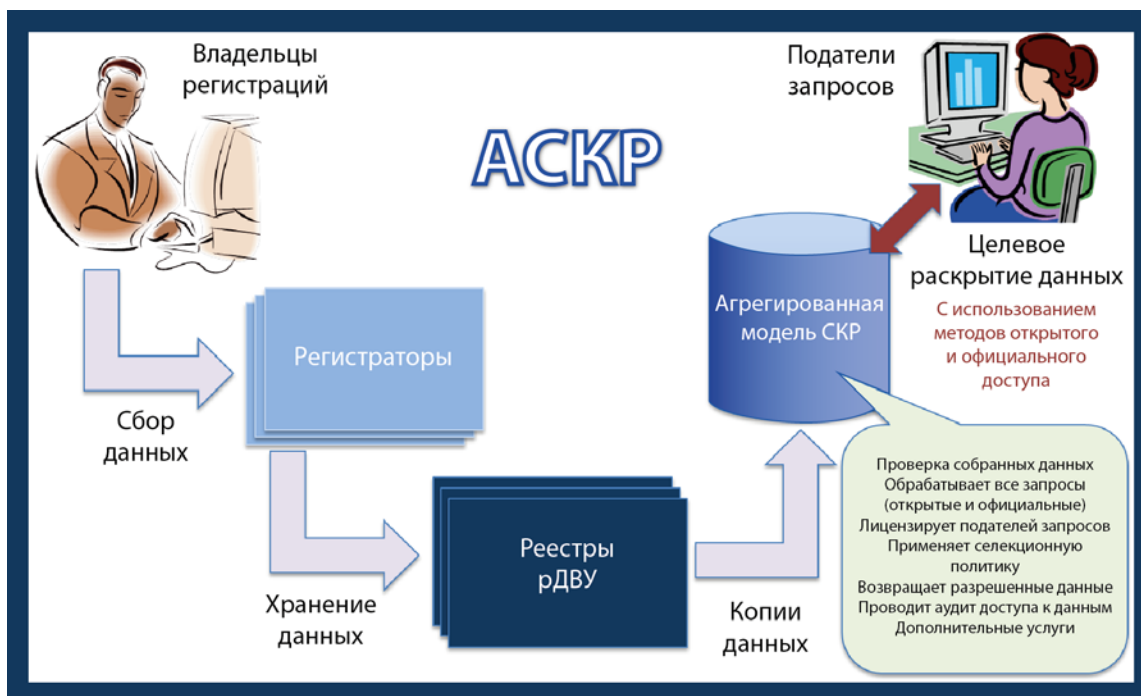 Владельцы
регистраций
Податели
запросов
АСКР
Целевое
раскрытие данных
С использованием
методов открытого
и официального
доступа
Агрегированная
модель СКР
Регистраторы
Сбор
данных
Проверка собранных данных
Обрабатывает все запросы
(открытые и официальные)
Лицензирует подателей запросов
Применяет селекционную
политику
Возвращает разрешенные данные
Проводит аудит доступа к данным
Дополнительные услуги
Реестры
рДВУ
Хранение
данных
Копии
данных